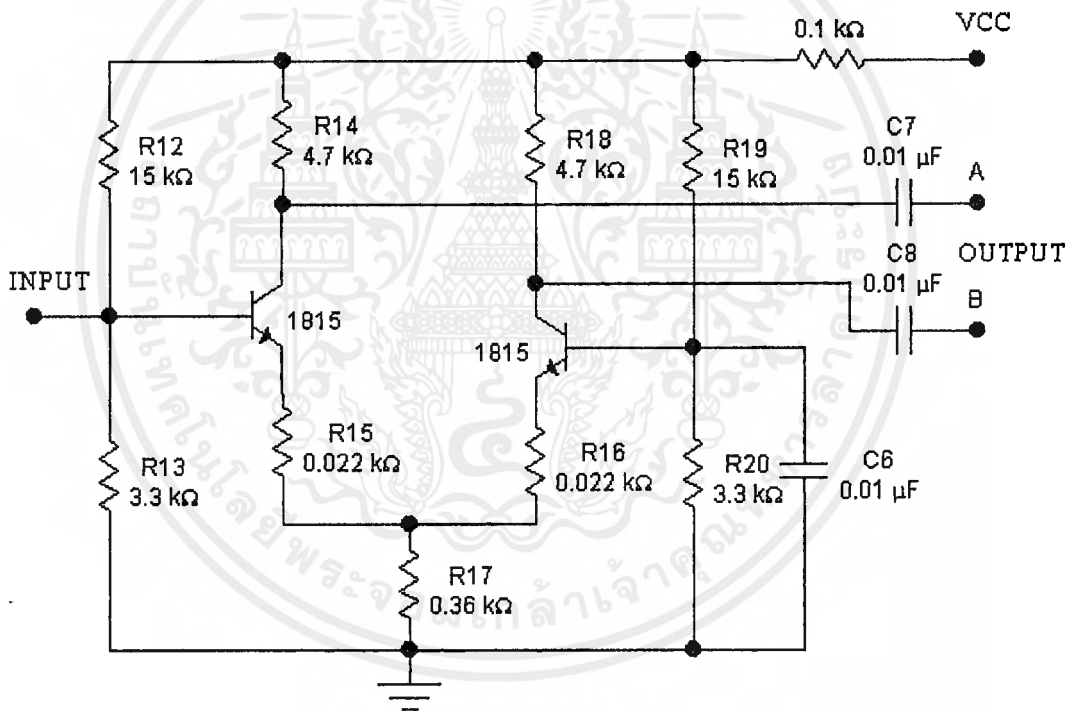 0.1 kΩ
VCC
R12
15 kΩ
R14
4.7 kΩ
R18
4.7 kΩ
R19
15 kΩ
C7
0.01 µF
A
INPUT
1815
1815
C8
0.01 µF
OUTPUT
B
R13
3.3 kΩ
R15
0.022 kΩ
R16
0.022 kΩ
R20
3.3 kΩ
C6
0.01 µF
R17
0.36 kΩ